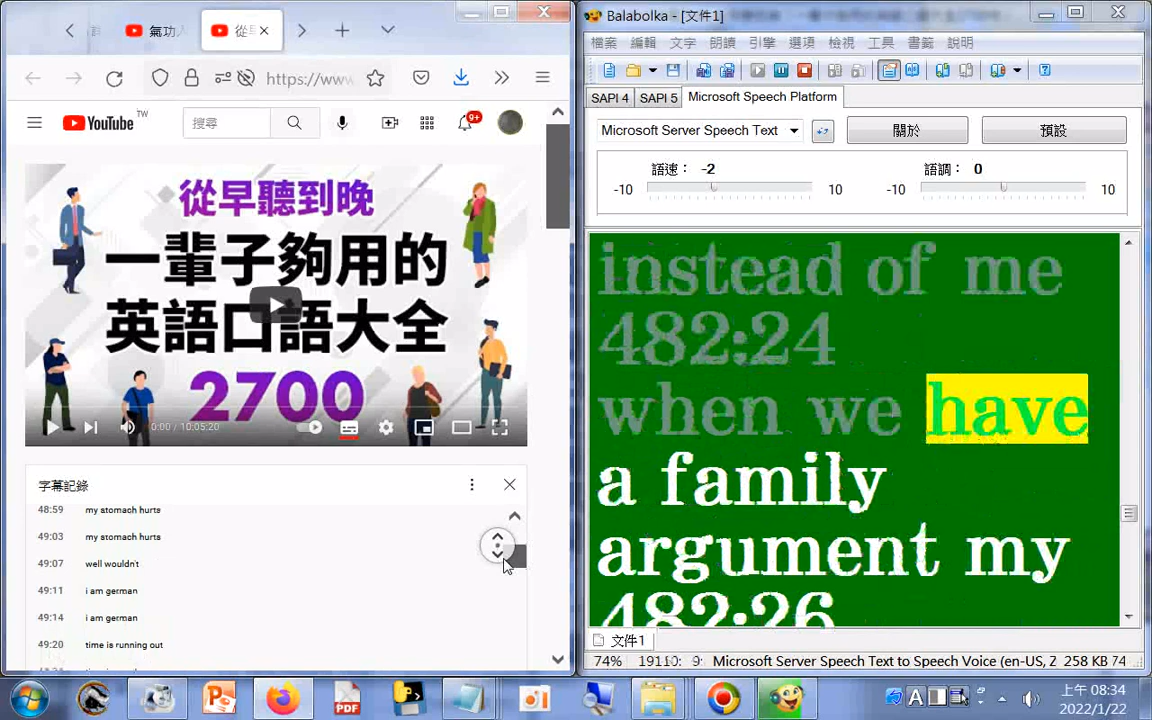 氣功
從
https://www
YouTube TW
搜尋
9+
從早聽到晚
一輩子夠用的
英語口語大全
2700
0:00 / 10:05:20
字幕記錄
48:59 my stomach hurts
49:03 my stomach hurts
49:07 well wouldn't
49:11 i am german
49:14 i am german
49:20 time is running out
Balabolka - [文件1]
檔案 編輯 文字 朗讀 引擎 選項 檢視 工具 書籤 說明
SAPI 4 SAPI 5 Microsoft Speech Platform
Microsoft Server Speech Text 關於 預設
語速： -2 語調： 0
-10 10 -10 10
instead of me
482:24
when we have
a family
argument my
482:26
文件1
74% Microsoft Server Speech Text to Speech Voice (en-US, 2 258 KB 74
PDF
A
上午 08:34
2022/1/22